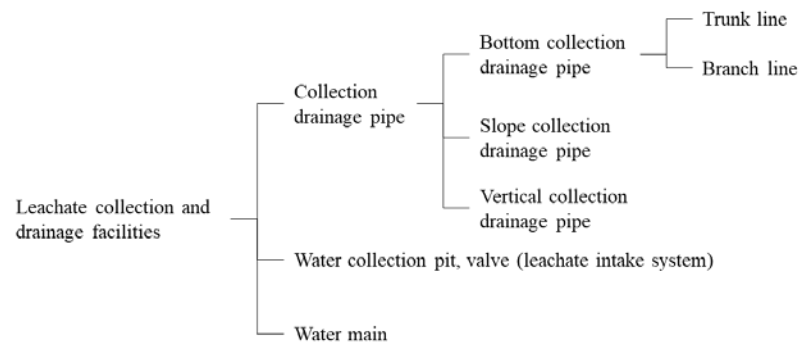 Trunk line
Bottom collection
drainage pipe
Branch line
Collection
drainage pipe
Slope collection
drainage pipe
Vertical collection
drainage pipe
Leachate collection and
drainage facilities
Water collection pit, valve (leachate intake system)
Water main